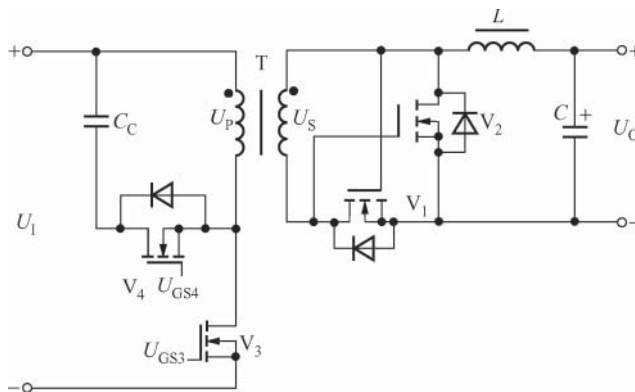 L
+
T
+
U_P
U_S
C_C
V_2
C
+
U_O
V_1
U_I
−
V_4
U_GS4
U_GS3
V_3
−